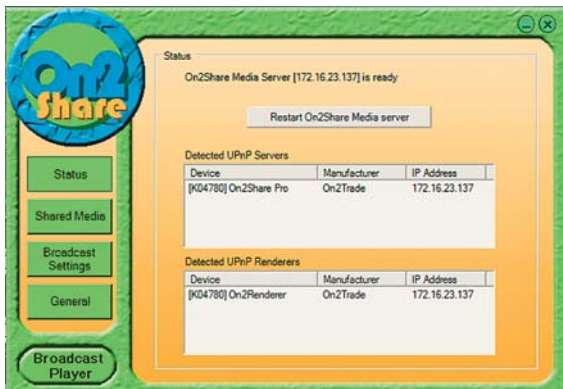 On2
Share
Status
Shared Media
Broadcast
Settings
General
Broadcast
Player
Status
On2Share Media Server [172.16.23.137] is ready
Restart On2Share Media server
Detected UPnP Servers
Device Manufacturer IP Address
[K04780] On2Share Pro On2Trade 172.16.23.137
Detected UPnP Renderers
Device Manufacturer IP Address
[K04780] On2Renderer On2Trade 172.16.23.137